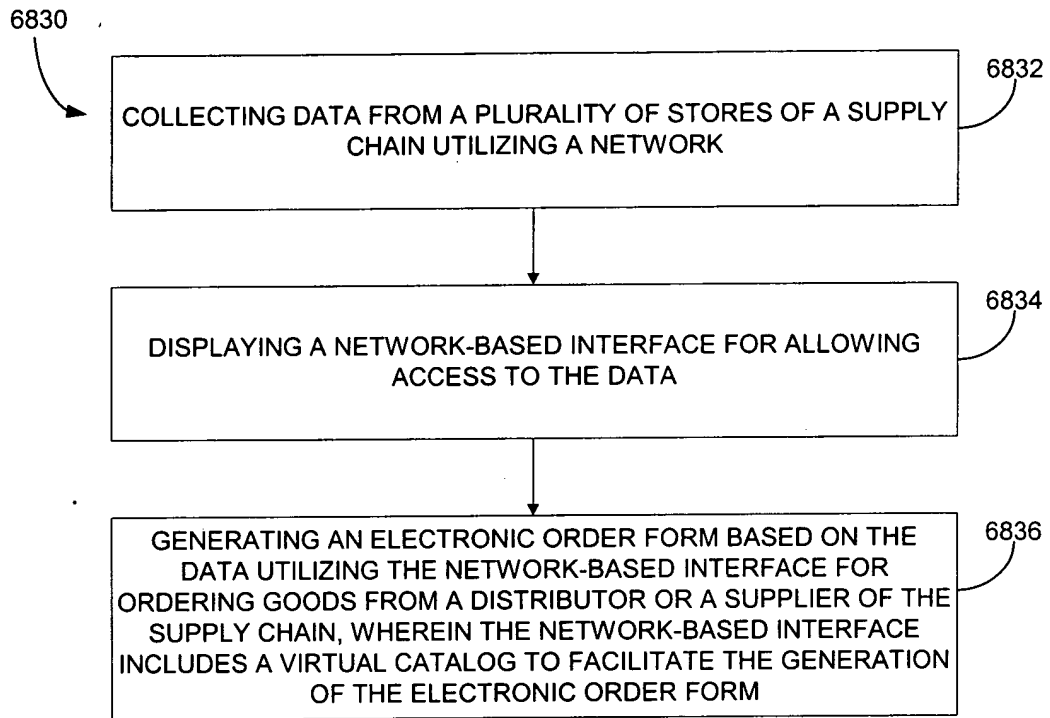 6830
6832
COLLECTING DATA FROM A PLURALITY OF STORES OF A SUPPLY
CHAIN UTILIZING A NETWORK
6834
DISPLAYING A NETWORK-BASED INTERFACE FOR ALLOWING
ACCESS TO THE DATA
6836
GENERATING AN ELECTRONIC ORDER FORM BASED ON THE
DATA UTILIZING THE NETWORK-BASED INTERFACE FOR
ORDERING GOODS FROM A DISTRIBUTOR OR A SUPPLIER OF THE
SUPPLY CHAIN, WHEREIN THE NETWORK-BASED INTERFACE
INCLUDES A VIRTUAL CATALOG TO FACILITATE THE GENERATION
OF THE ELECTRONIC ORDER FORM